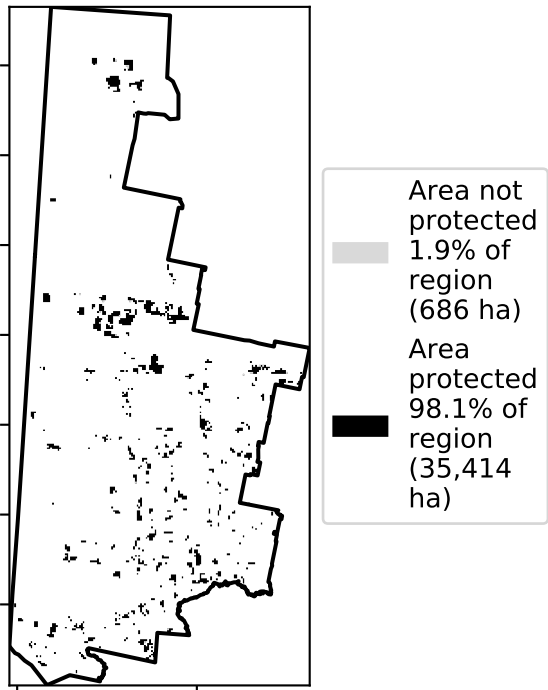 Area not
protected
1.9% of
region
(686 ha)
Area
protected
98.1% of
region
(35,414
ha)